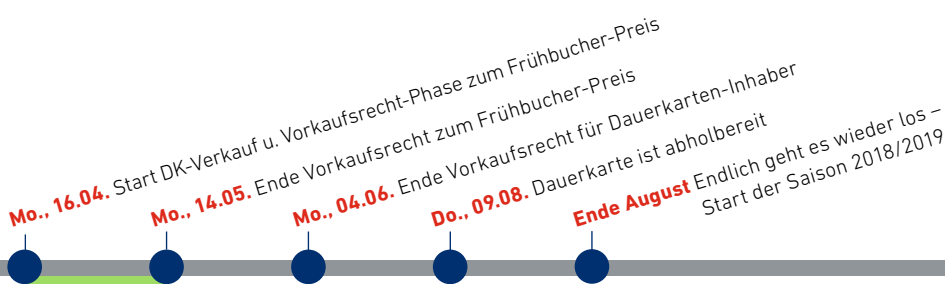 Mo., 16.04. Start DK-Verkauf u. Vorkaufsrecht-Phase zum Frühbucher-Preis
Mo., 14.05. Ende Vorkaufsrecht zum Frühbucher-Preis
Mo., 04.06. Ende Vorkaufsrecht für Dauerkarten-Inhaber
Do., 09.08. Dauerkarte ist abholbereit
Ende August Endlich geht es wieder los –
Start der Saison 2018/2019